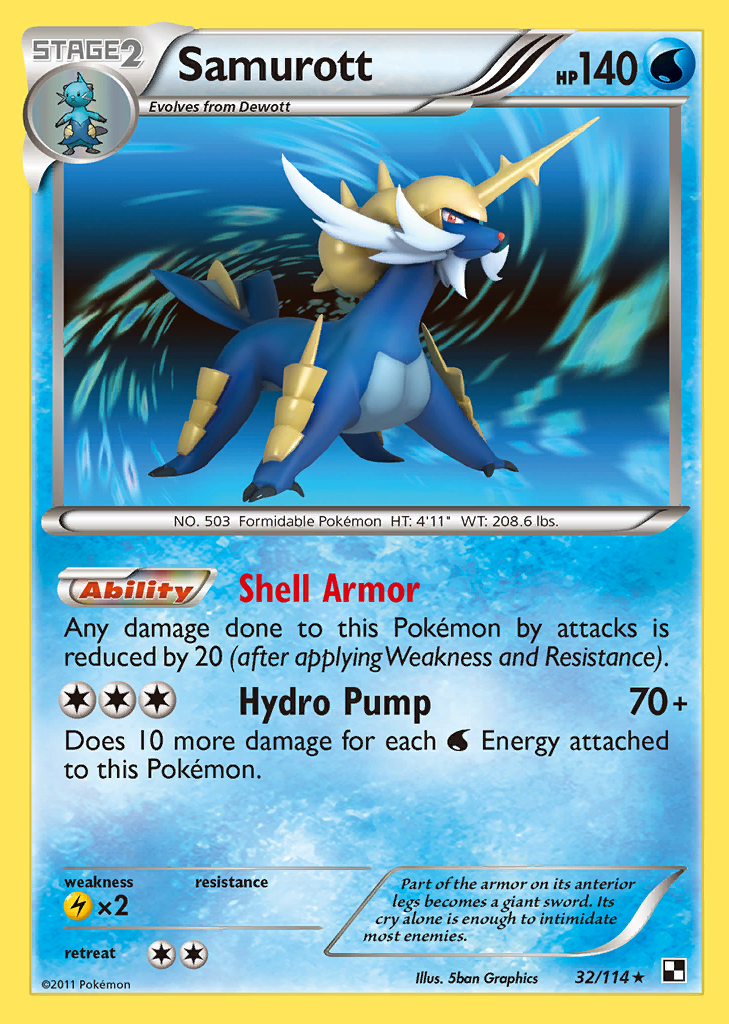 STAGE2
Samurott
HP140
Evolves from Dewott
NO. 503 Formidable Pokémon HT: 4'11" WT: 208.6 lbs.
Ability Shell Armor
Any damage done to this Pokémon by attacks is
reduced by 20 (after applying Weakness and Resistance).
Hydro Pump 70+
Does 10 more damage for each Energy attached
to this Pokémon.
weakness resistance
×2
retreat
Part of the armor on its anterior
legs becomes a giant sword. Its
cry alone is enough to intimidate
most enemies.
©2011 Pokémon
Illus. 5ban Graphics 32/114 ★